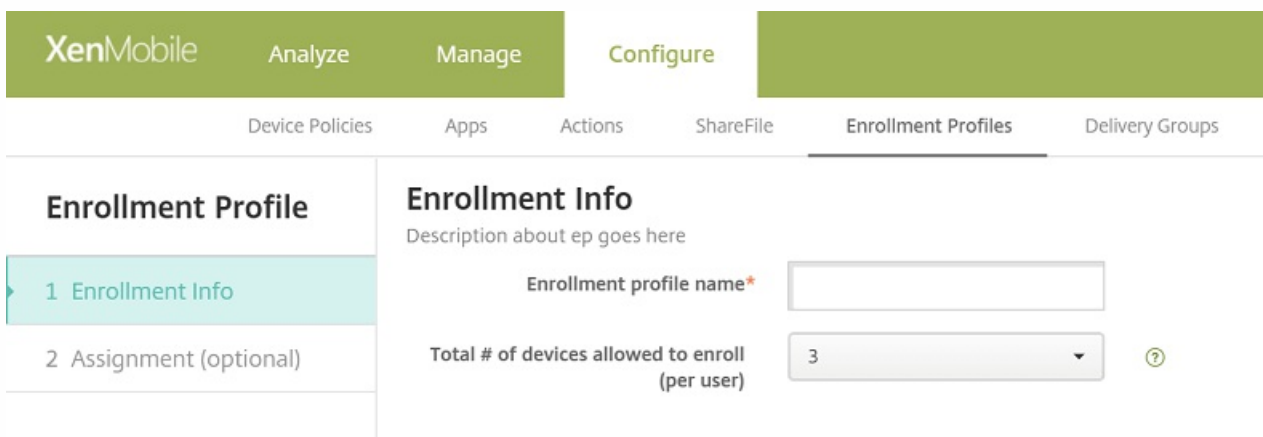 XenMobile Analyze Manage Configure
Device Policies Apps Actions ShareFile Enrollment Profiles Delivery Groups
Enrollment Profile
1 Enrollment Info
2 Assignment (optional)
Enrollment Info
Description about ep goes here
Enrollment profile name*
Total # of devices allowed to enroll
(per user)
3
?